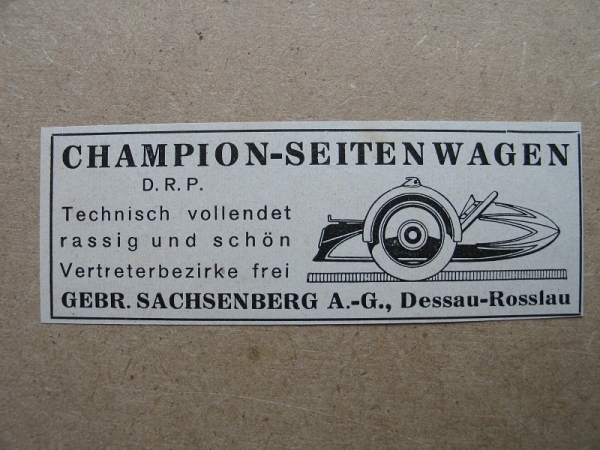 CHAMPION-SEITENWAGEN
D. R. P.
Technisch vollendet
rassig und schön
Vertreterbezirke frei
GEBR. SACHSENBERG A.-G., Dessau-Rosslau